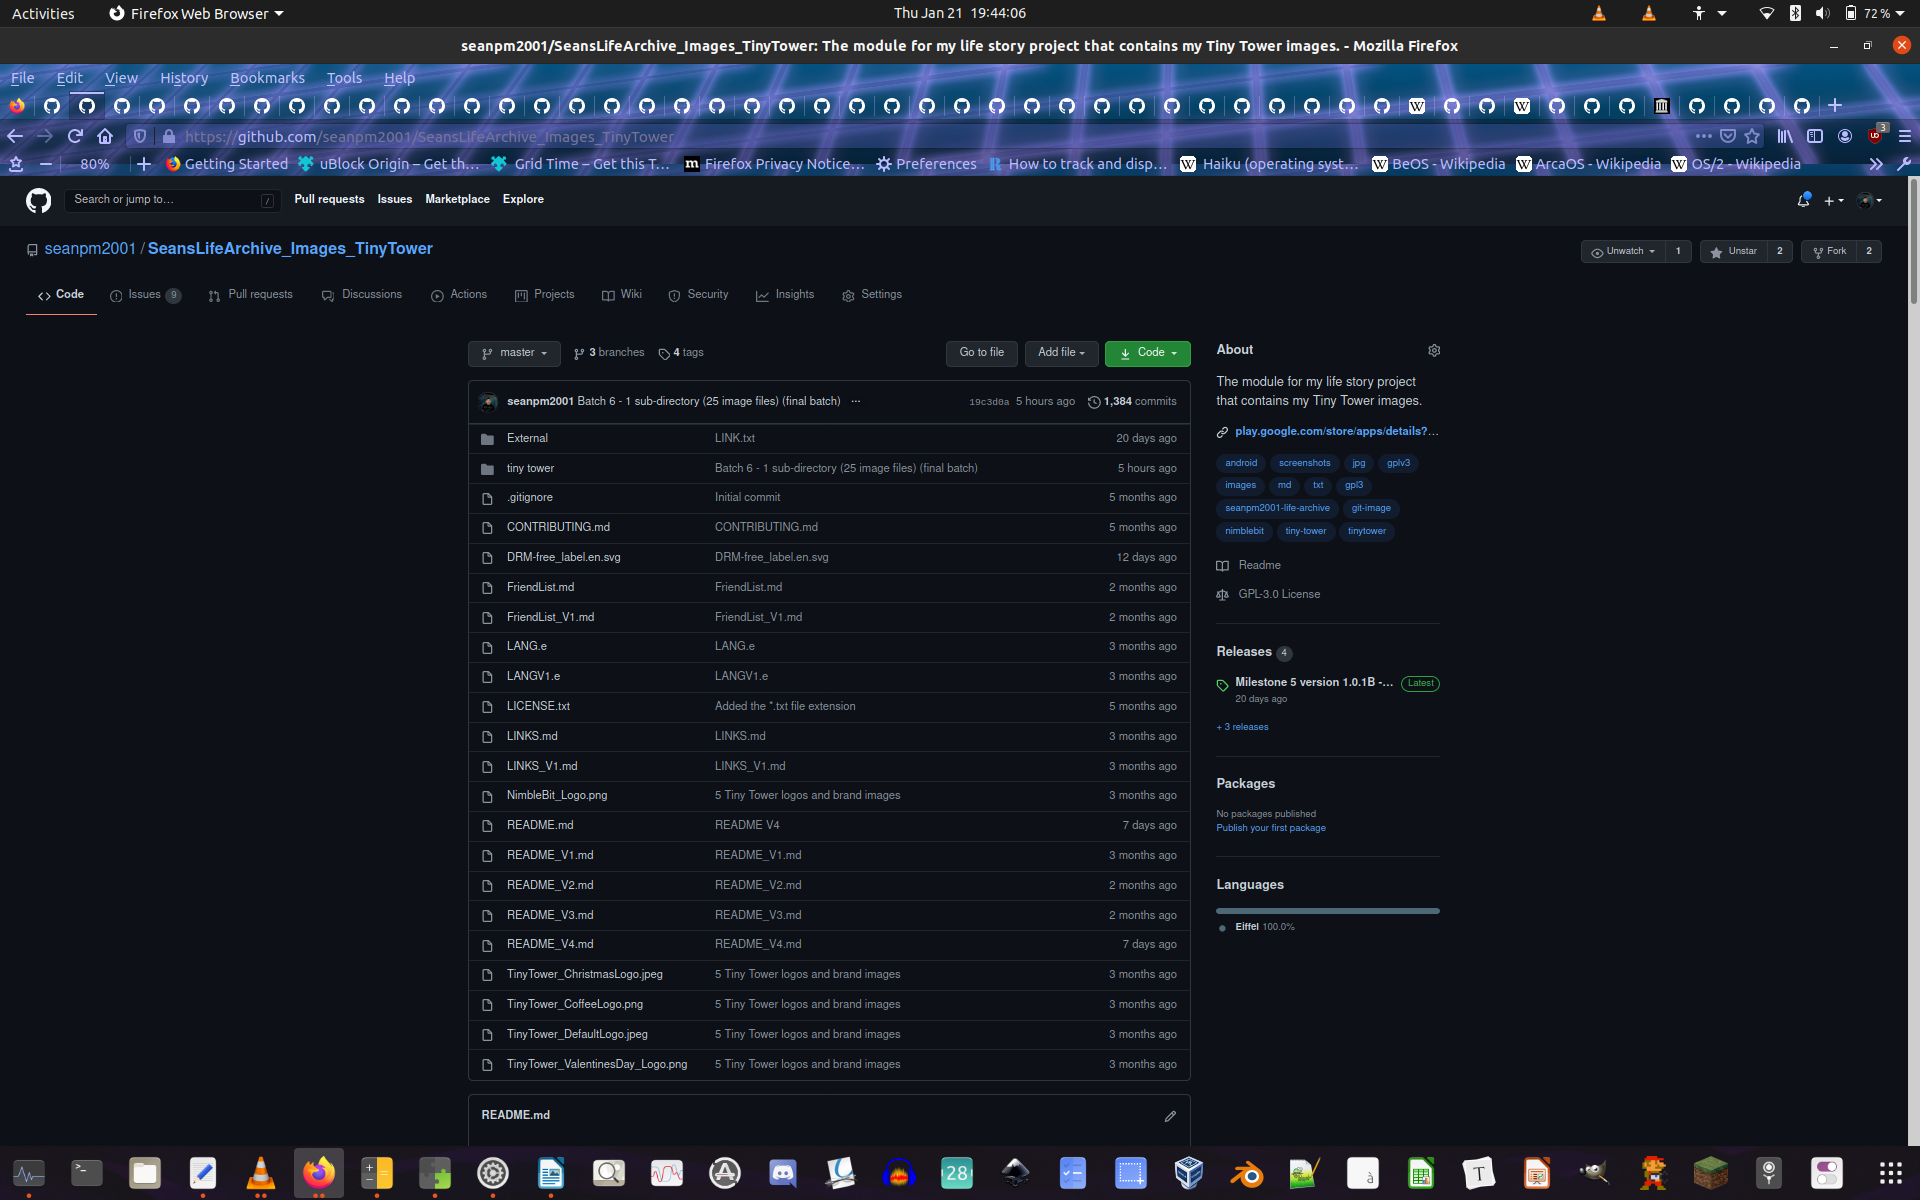 Activities Firefox Web Browser Thu Jan 21 19:44:06 72 %
seanpm2001/SeansLifeArchive_Images_TinyTower: The module for my life story project that contains my Tiny Tower images. - Mozilla Firefox
File Edit View History Bookmarks Tools Help
https://github.com/seanpm2001/SeansLifeArchive_Images_TinyTower 3
80% Getting Started uBlock Origin – Get th… Grid Time – Get this T… Firefox Privacy Notice… Preferences How to track and disp… Haiku (operating syst… BeOS - Wikipedia ArcaOS - Wikipedia OS/2 - Wikipedia
Search or jump to… / Pull requests Issues Marketplace Explore
seanpm2001 / SeansLifeArchive_Images_TinyTower Unwatch 1 Unstar 2 Fork 2
Code Issues 9 Pull requests Discussions Actions Projects Wiki Security Insights Settings
master 3 branches 4 tags Go to file Add file Code
seanpm2001 Batch 6 - 1 sub-directory (25 image files) (final batch) ··· 19c3d0a 5 hours ago 1,384 commits
External LINK.txt 20 days ago
tiny tower Batch 6 - 1 sub-directory (25 image files) (final batch) 5 hours ago
.gitignore Initial commit 5 months ago
CONTRIBUTING.md CONTRIBUTING.md 5 months ago
DRM-free_label.en.svg DRM-free_label.en.svg 12 days ago
FriendList.md FriendList.md 2 months ago
FriendList_V1.md FriendList_V1.md 2 months ago
LANG.e LANG.e 3 months ago
LANGV1.e LANGV1.e 3 months ago
LICENSE.txt Added the *.txt file extension 5 months ago
LINKS.md LINKS.md 3 months ago
LINKS_V1.md LINKS_V1.md 3 months ago
NimbleBit_Logo.png 5 Tiny Tower logos and brand images 3 months ago
README.md README V4 7 days ago
README_V1.md README_V1.md 3 months ago
README_V2.md README_V2.md 2 months ago
README_V3.md README_V3.md 2 months ago
README_V4.md README_V4.md 7 days ago
TinyTower_ChristmasLogo.jpeg 5 Tiny Tower logos and brand images 3 months ago
TinyTower_CoffeeLogo.png 5 Tiny Tower logos and brand images 3 months ago
TinyTower_DefaultLogo.jpeg 5 Tiny Tower logos and brand images 3 months ago
TinyTower_ValentinesDay_Logo.png 5 Tiny Tower logos and brand images 3 months ago
README.md
About
The module for my life story project
that contains my Tiny Tower images.
play.google.com/store/apps/details?…
android screenshots jpg gplv3
images md txt gpl3
seanpm2001-life-archive git-image
nimblebit tiny-tower tinytower
Readme
GPL-3.0 License
Releases 4
Milestone 5 version 1.0.1B -… Latest
20 days ago
+ 3 releases
Packages
No packages published
Publish your first package
Languages
Eiffel 100.0%
28